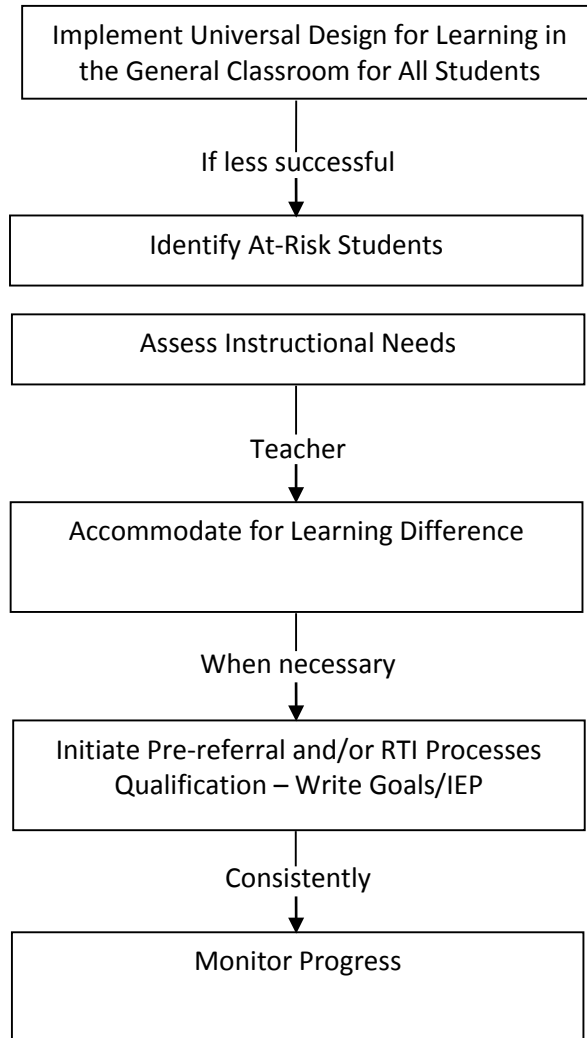 Implement Universal Design for Learning in
the General Classroom for All Students
If less successful
Identify At-Risk Students
Assess Instructional Needs
Teacher
Accommodate for Learning Difference
When necessary
Initiate Pre-referral and/or RTI Processes
Qualification – Write Goals/IEP
Consistently
Monitor Progress